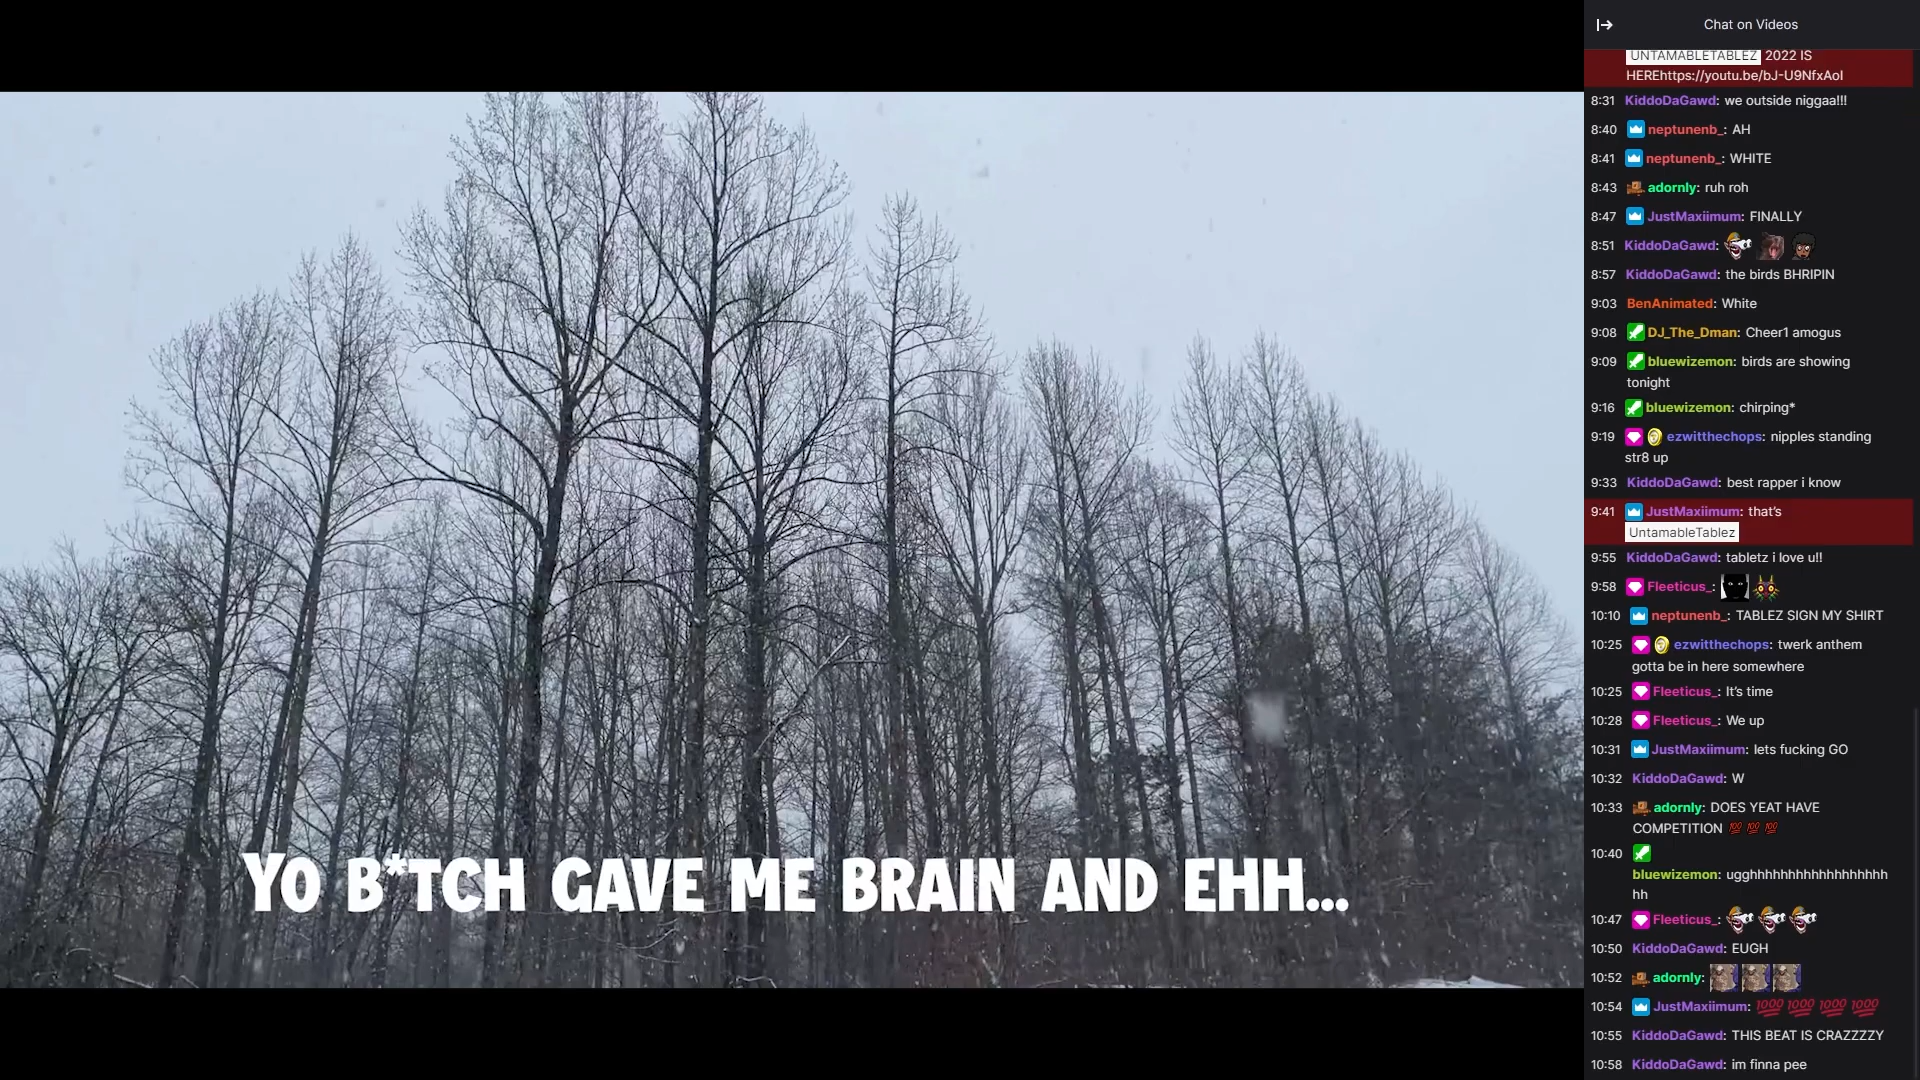 Chat on Videos
UNTAMABLETABLEZ 2022 IS
HEREhttps://youtu.be/bJ-U9NfxAoI
8:31 KiddoDaGawd: we outside niggaa!!!
8:40 neptunenb_: AH
8:41 neptunenb_: WHITE
8:43 adornly: ruh roh
8:47 JustMaxiimum: FINALLY
8:51 KiddoDaGawd:
8:57 KiddoDaGawd: the birds BHRIPIN
9:03 BenAnimated: White
9:08 DJ_The_Dman: Cheer1 amogus
9:09 bluewizemon: birds are showing
tonight
9:16 bluewizemon: chirping*
9:19 ezwitthechops: nipples standing
str8 up
9:33 KiddoDaGawd: best rapper i know
9:41 JustMaxiimum: that's
UntamableTablez
9:55 KiddoDaGawd: tabletz i love u!!
9:58 Fleeticus_:
10:10 neptunenb_: TABLEZ SIGN MY SHIRT
10:25 ezwitthechops: twerk anthem
gotta be in here somewhere
10:25 Fleeticus_: It's time
10:28 Fleeticus_: We up
10:31 JustMaxiimum: lets fucking GO
10:32 KiddoDaGawd: W
10:33 adornly: DOES YEAT HAVE
COMPETITION 💯 💯 💯
10:40
bluewizemon: ugghhhhhhhhhhhhhhhhhh
hh
10:47 Fleeticus_:
10:50 KiddoDaGawd: EUGH
10:52 adornly:
10:54 JustMaxiimum: 1000 1000 1000 1000
10:55 KiddoDaGawd: THIS BEAT IS CRAZZZZY
10:58 KiddoDaGawd: im finna pee
YO B*TCH GAVE ME BRAIN AND EHH...